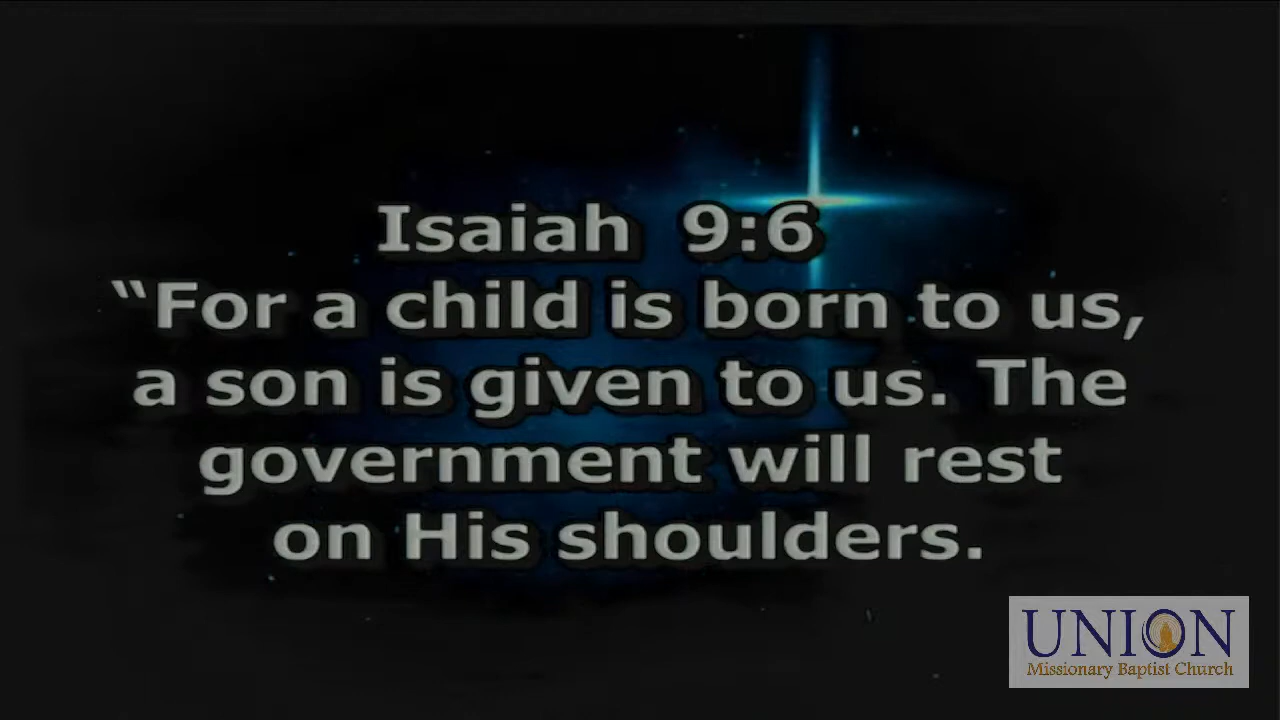 Isaiah 9:6
“For a child is born to us,
a son is given to us. The
government will rest
on His shoulders.
UNION
Missionary Baptist Church